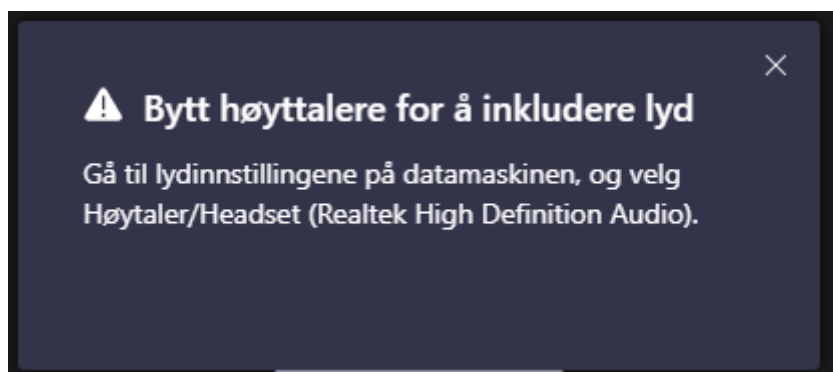 Bytt høyttalere for å inkludere lyd
Gå til lydinnstillingene på datamaskinen, og velg
Høytaler/Headset (Realtek High Definition Audio).